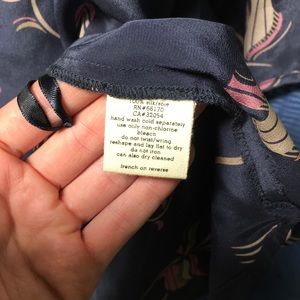 100% silk/soie
RN#66170
CA#32054
hand wash cold separately
use only non-chlorine
bleach
do not twist/wring
reshape and lay flat to dry
do not iron
can also dry cleaned
french on reverse